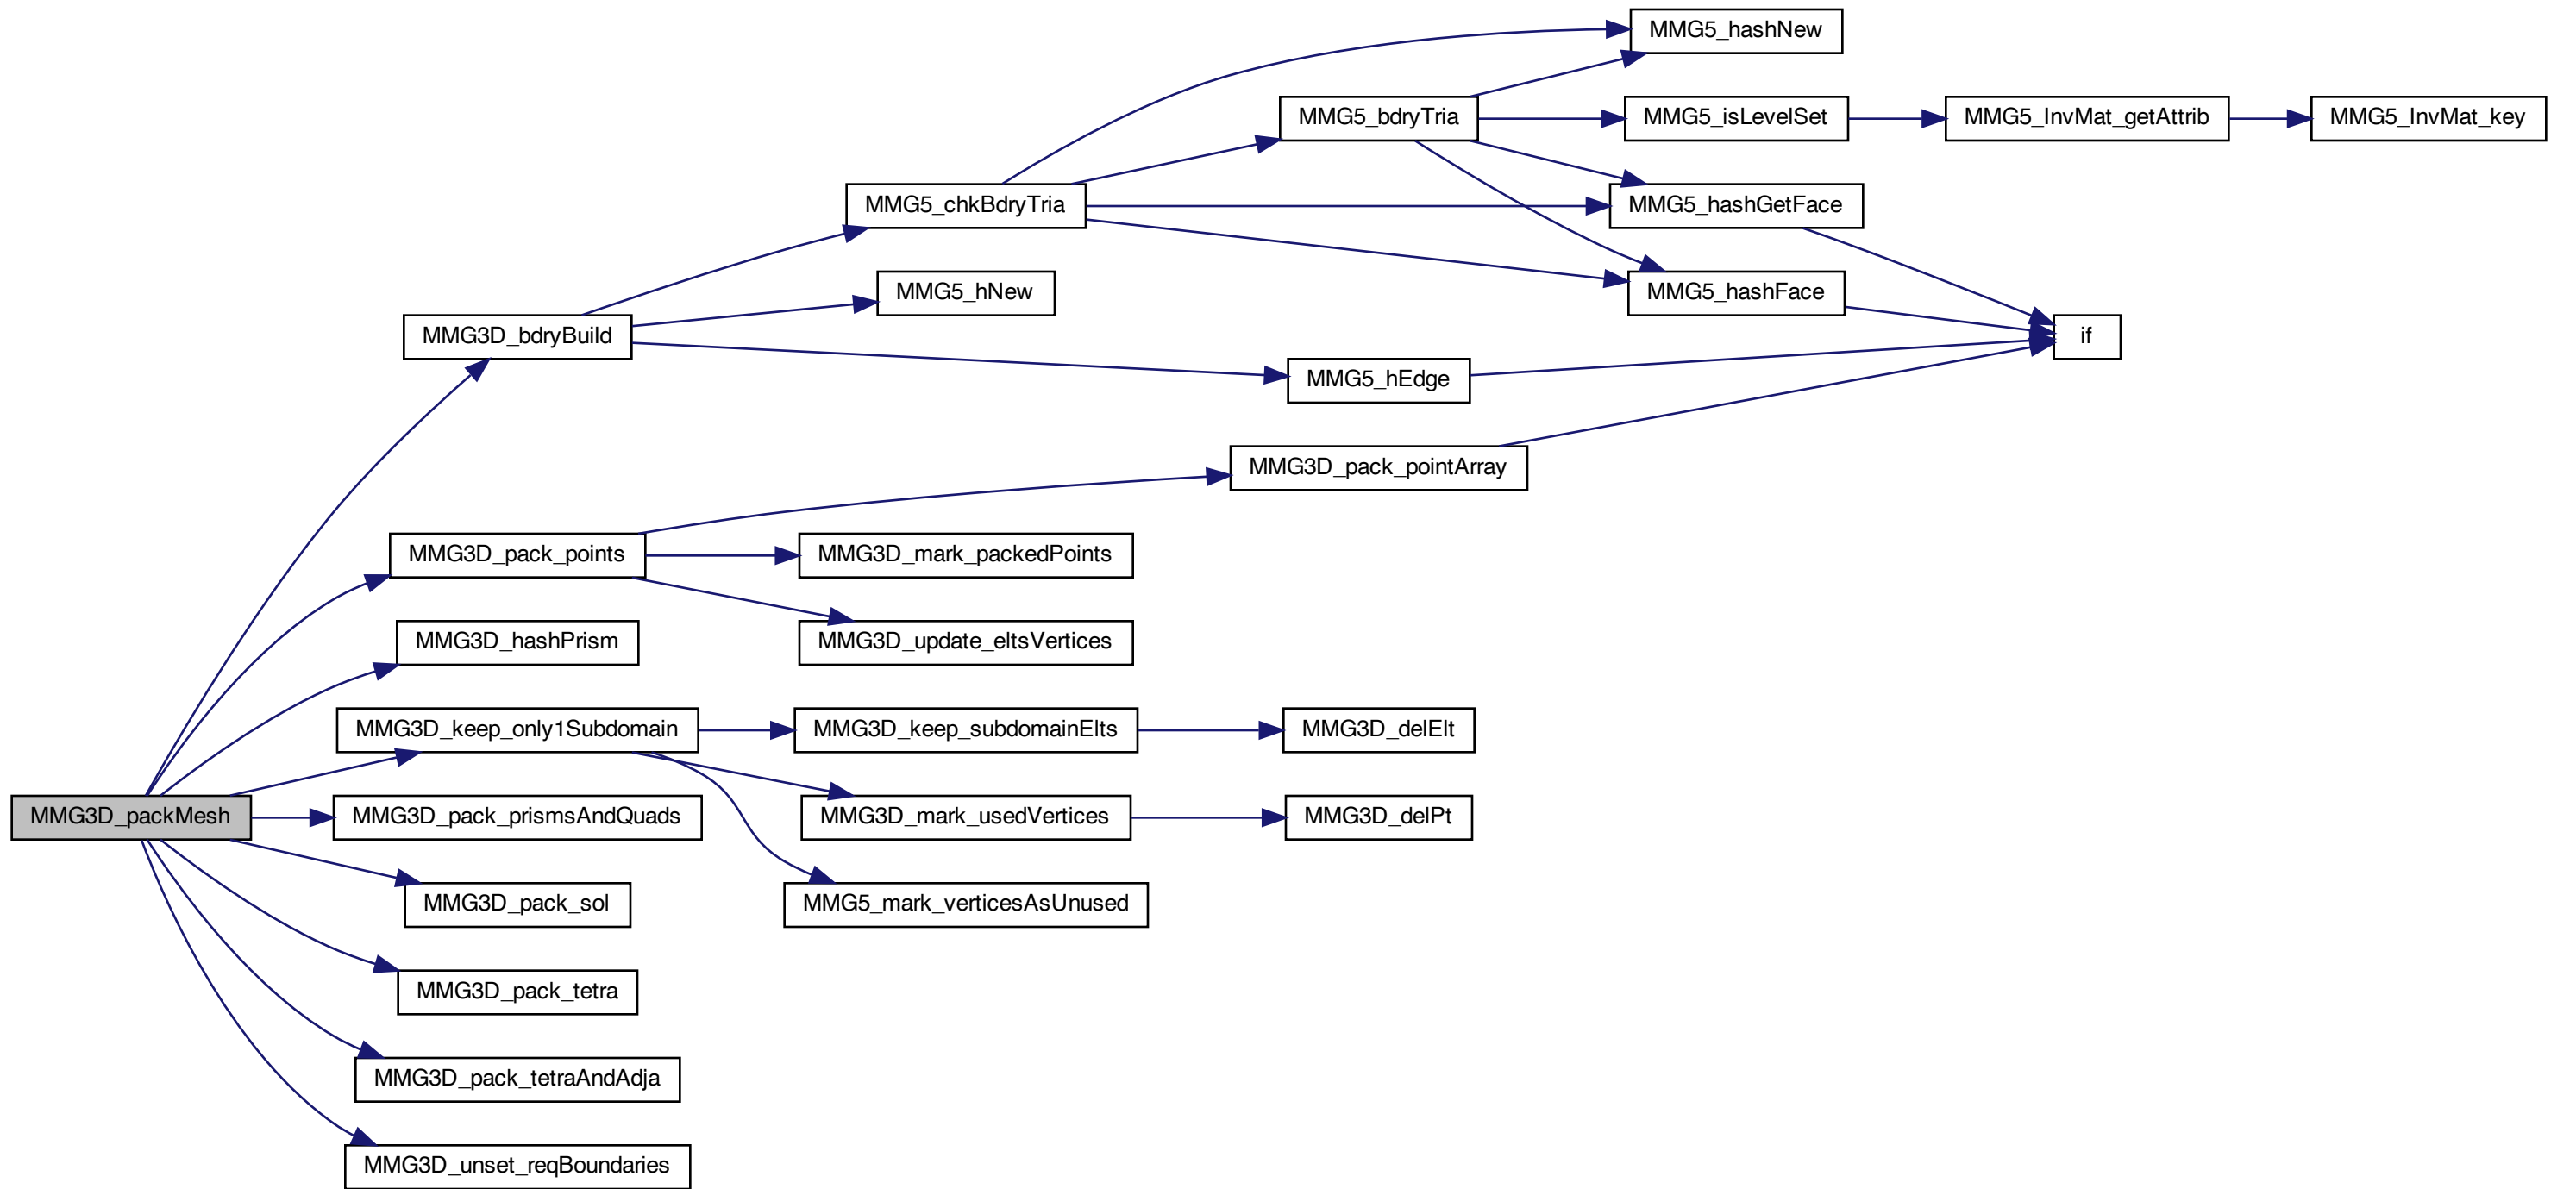 MMG5_hashNew
MMG5_bdryTria
MMG5_isLevelSet
MMG5_InvMat_getAttrib
MMG5_InvMat_key
MMG5_chkBdryTria
MMG5_hashGetFace
MMG5_hNew
MMG5_hashFace
MMG3D_bdryBuild
if
MMG5_hEdge
MMG3D_pack_pointArray
MMG3D_pack_points
MMG3D_mark_packedPoints
MMG3D_hashPrism
MMG3D_update_eltsVertices
MMG3D_keep_only1Subdomain
MMG3D_keep_subdomainElts
MMG3D_delElt
MMG3D_packMesh
MMG3D_pack_prismsAndQuads
MMG3D_mark_usedVertices
MMG3D_delPt
MMG3D_pack_sol
MMG5_mark_verticesAsUnused
MMG3D_pack_tetra
MMG3D_pack_tetraAndAdja
MMG3D_unset_reqBoundaries